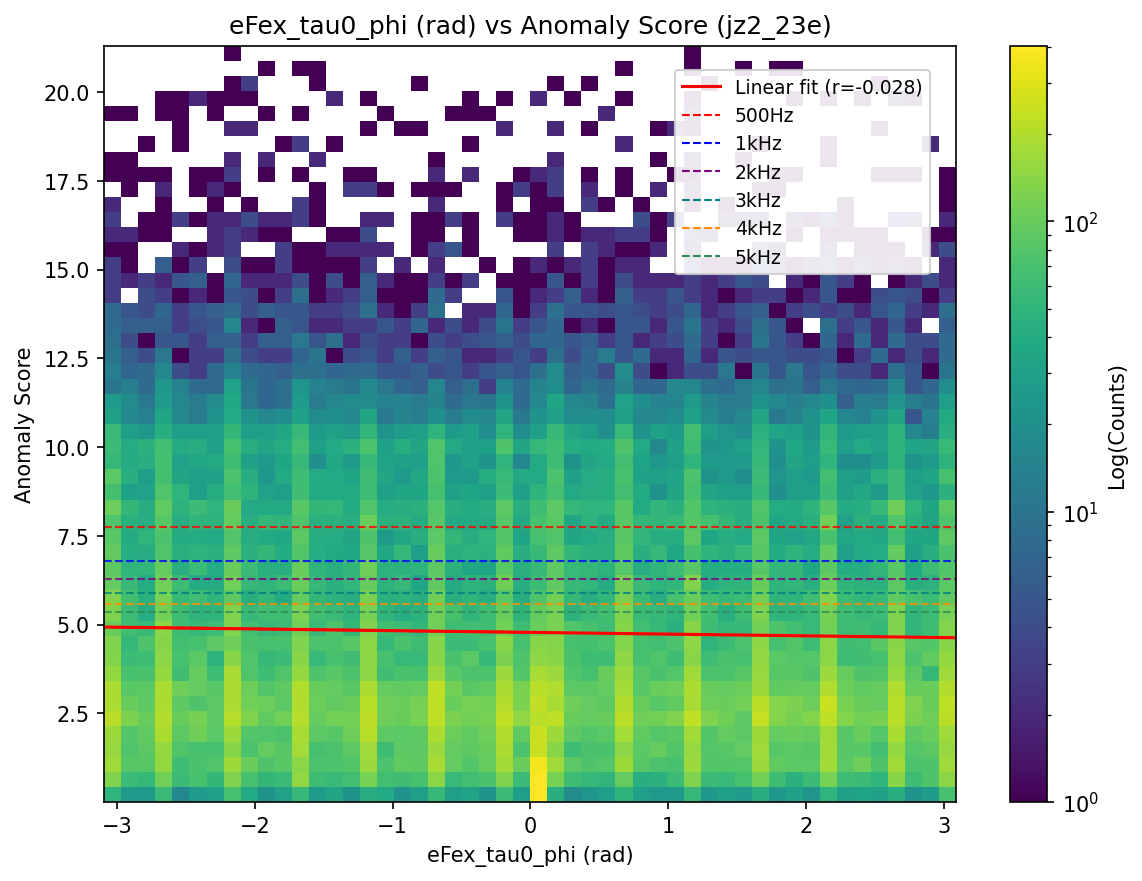 eFex_tau0_phi (rad) vs Anomaly Score (jz2_23e)
Linear fit (r=-0.028)
500Hz
1kHz
2kHz
3kHz
4kHz
5kHz
20.0
17.5
15.0
12.5
10.0
7.5
5.0
2.5
Anomaly Score
−3 −2 −1 0 1 2 3
eFex_tau0_phi (rad)
10²
10¹
10⁰
Log(Counts)